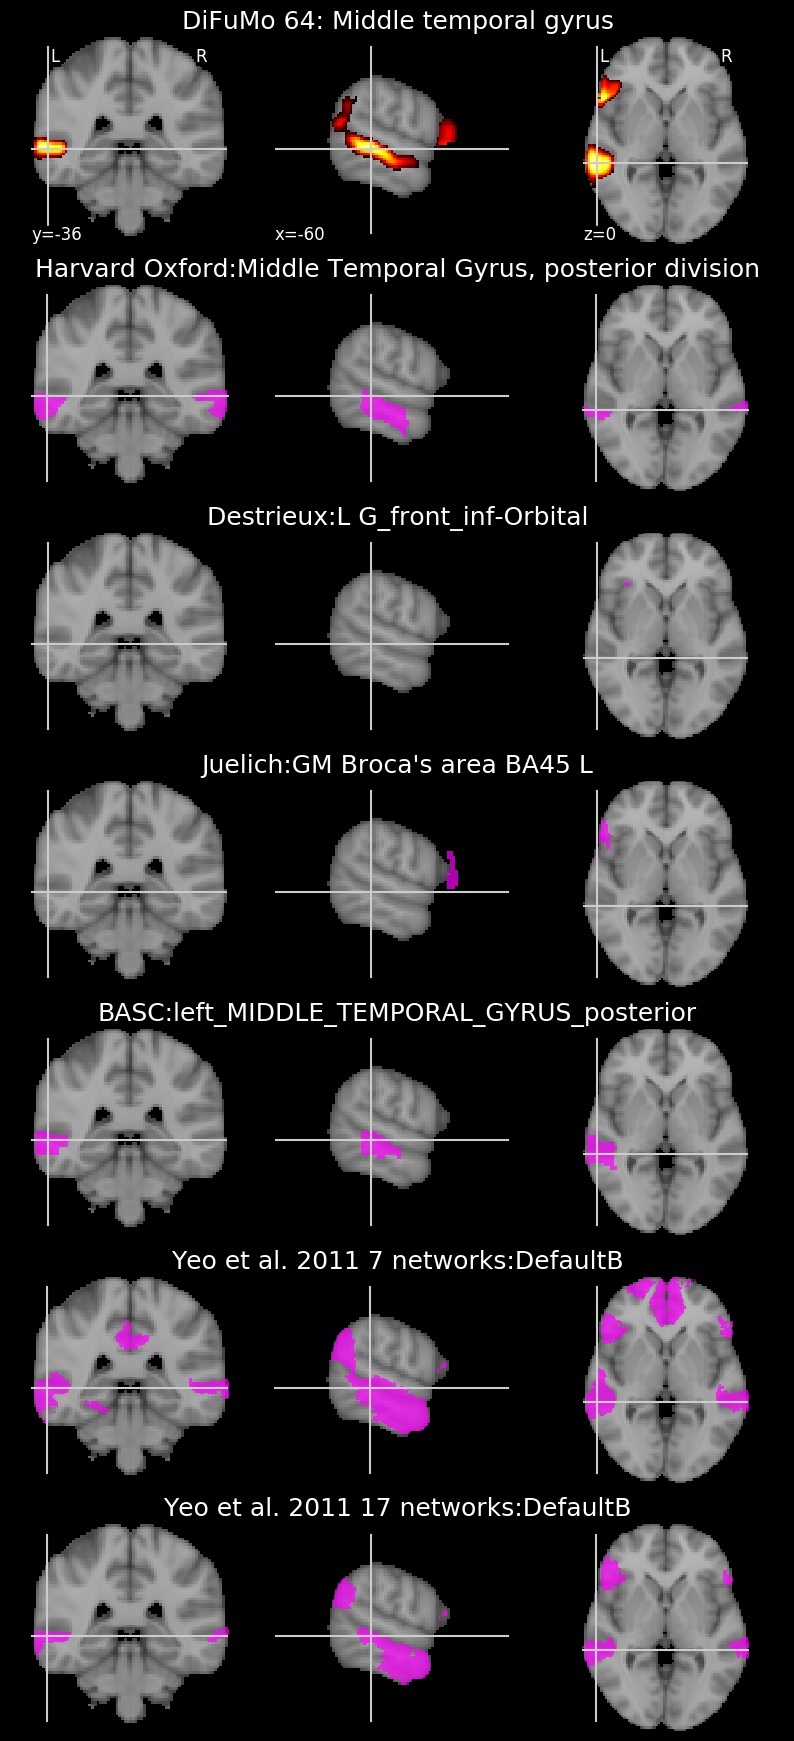 DiFuMo 64: Middle temporal gyrus
L R L R
y=-36 x=-60 z=0
Harvard Oxford:Middle Temporal Gyrus, posterior division
Destrieux:L G_front_inf-Orbital
Juelich:GM Broca's area BA45 L
BASC:left_MIDDLE_TEMPORAL_GYRUS_posterior
Yeo et al. 2011 7 networks:DefaultB
Yeo et al. 2011 17 networks:DefaultB